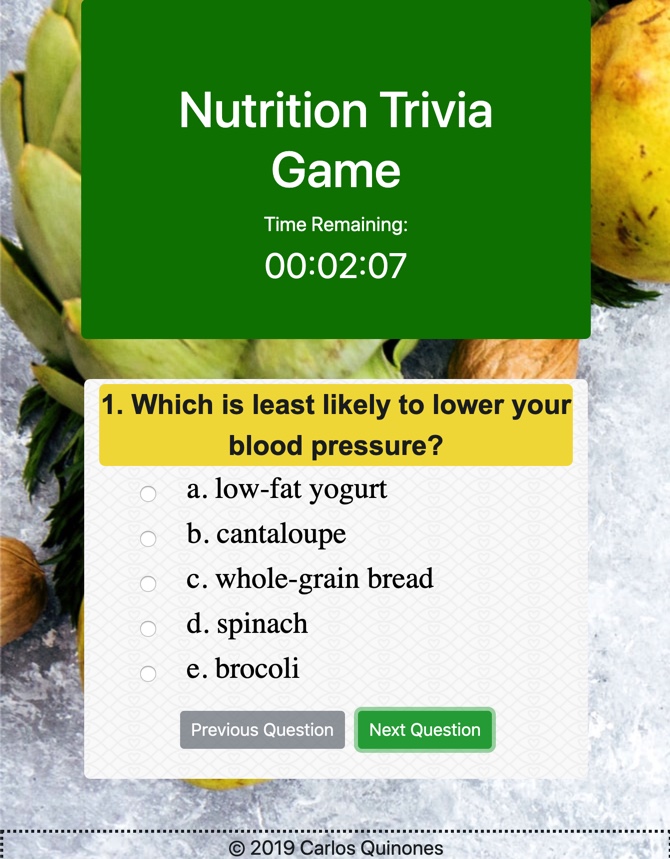 Nutrition Trivia
Game
Time Remaining:
00:02:07
1. Which is least likely to lower your
blood pressure?
a. low-fat yogurt
b. cantaloupe
c. whole-grain bread
d. spinach
e. brocoli
Previous Question
Next Question
© 2019 Carlos Quinones